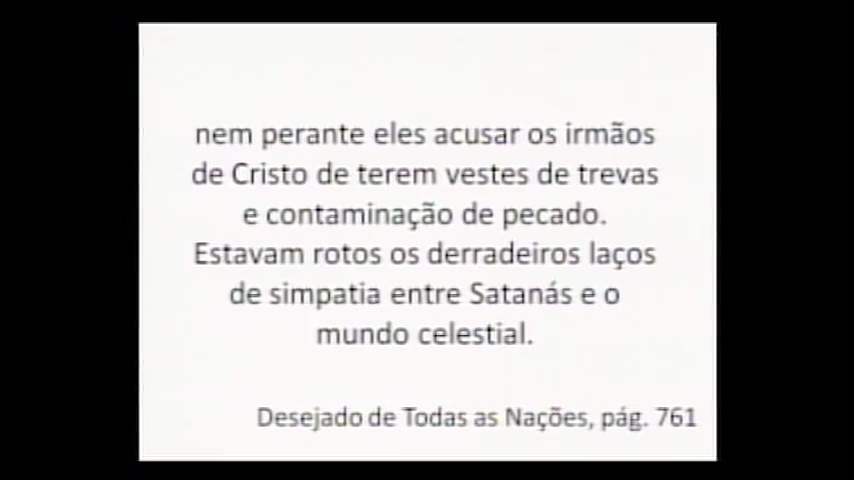 nem perante eles acusar os irmãos
de Cristo de terem vestes de trevas
e contaminação de pecado.
Estavam rotos os derradeiros laços
de simpatia entre Satanás e o
mundo celestial.
Desejado de Todas as Nações, pág. 761